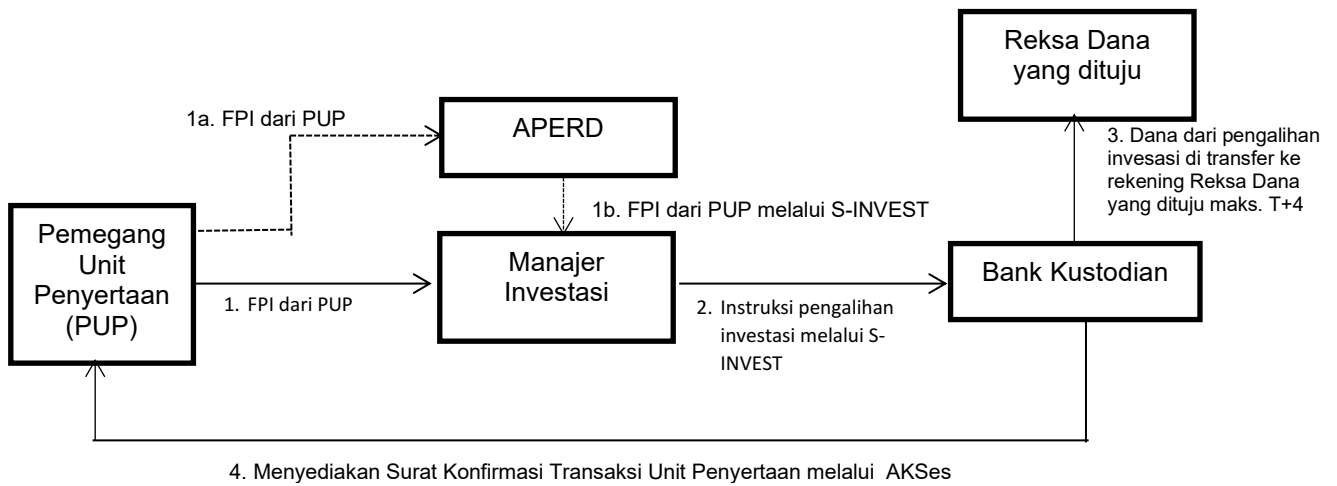 Reksa Dana
yang dituju
1a. FPI dari PUP
APERD
3. Dana dari pengalihan
invesasi di transfer ke
rekening Reksa Dana
yang dituju maks. T+4
1b. FPI dari PUP melalui S-INVEST
Pemegang
Unit
Penyertaan
(PUP)
Manajer
Investasi
Bank Kustodian
1. FPI dari PUP
2. Instruksi pengalihan
investasi melalui S-
INVEST
4. Menyediakan Surat Konfirmasi Transaksi Unit Penyertaan melalui AKSes